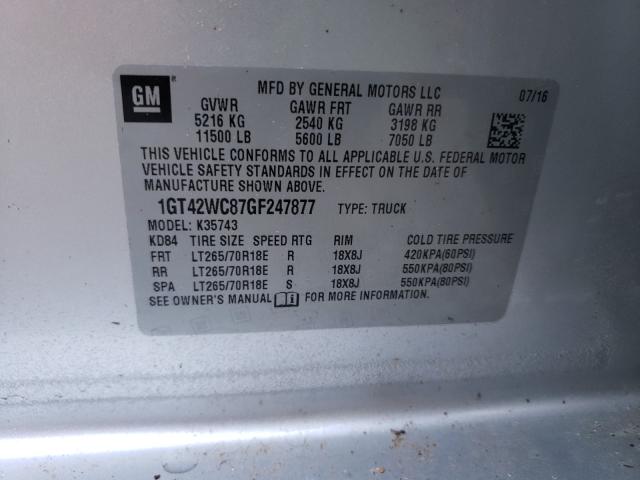 GM
MFD BY GENERAL MOTORS LLC 07/16
GVWR GAWR FRT GAWR RR
5216 KG 2540 KG 3198 KG
11500 LB 5600 LB 7050 LB
THIS VEHICLE CONFORMS TO ALL APPLICABLE U.S. FEDERAL MOTOR
VEHICLE SAFETY STANDARDS IN EFFECT ON THE DATE OF
MANUFACTURE SHOWN ABOVE.
1GT42WC87GF247877 TYPE: TRUCK
MODEL: K35743
KD84 TIRE SIZE SPEED RTG RIM COLD TIRE PRESSURE
FRT LT265/70R18E R 18X8J 420KPA(60PSI)
RR LT265/70R18E R 18X8J 550KPA(80PSI)
SPA LT265/70R18E S 18X8J 550KPA(80PSI)
SEE OWNER'S MANUAL FOR MORE INFORMATION.